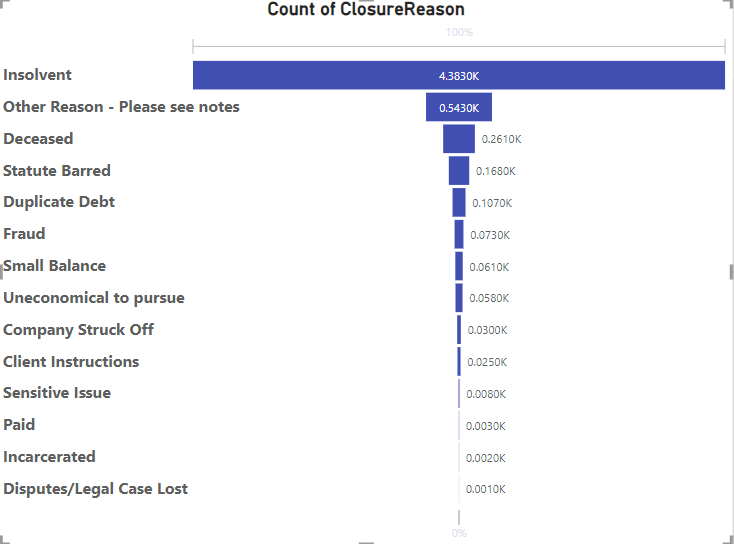 Count of ClosureReason
100%
Insolvent 4.3830K
Other Reason - Please see notes 0.5430K
Deceased 0.2610K
Statute Barred 0.1680K
Duplicate Debt 0.1070K
Fraud 0.0730K
Small Balance 0.0610K
Uneconomical to pursue 0.0580K
Company Struck Off 0.0300K
Client Instructions 0.0250K
Sensitive Issue 0.0080K
Paid 0.0030K
Incarcerated 0.0020K
Disputes/Legal Case Lost 0.0010K
0%